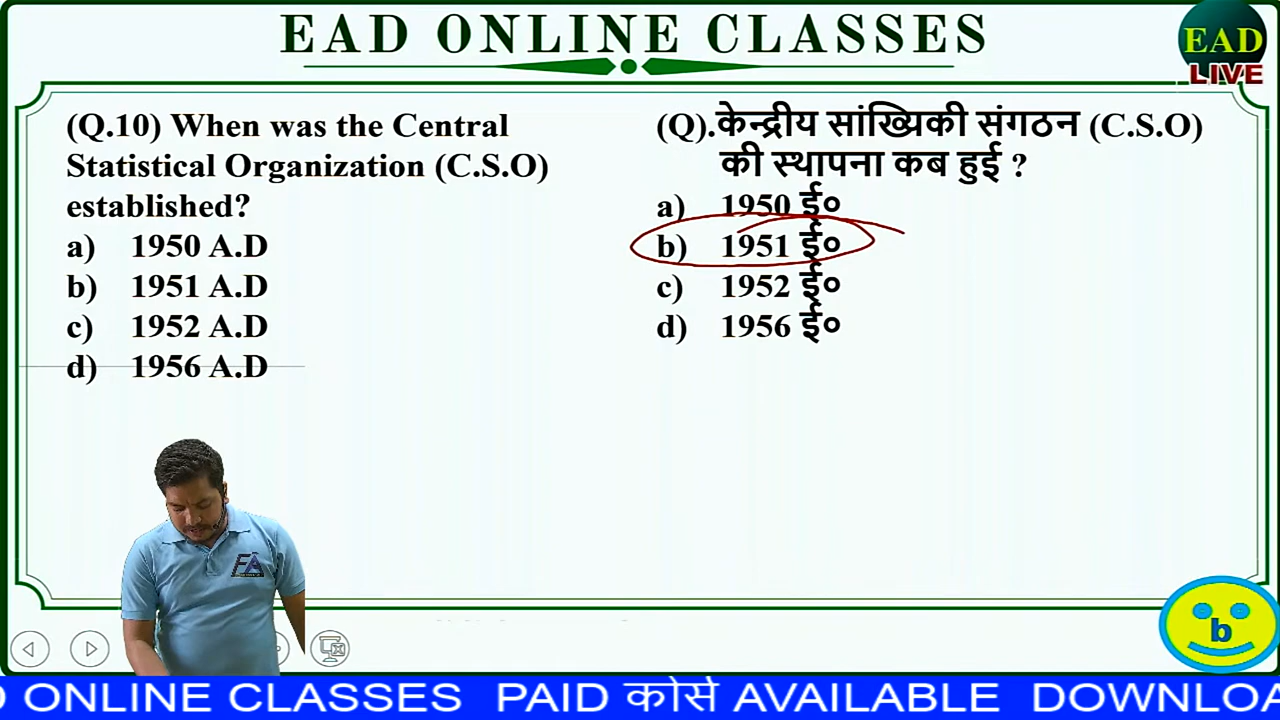 EAD ONLINE CLASSES
EAD
LIVE
(Q.10) When was the Central
Statistical Organization (C.S.O)
established?
a) 1950 A.D
b) 1951 A.D
c) 1952 A.D
d) 1956 A.D
(Q).केन्द्रीय सांख्यिकी संगठन (C.S.O)
की स्थापना कब हुई ?
a) 1950 ई०
b) 1951 ई०
c) 1952 ई०
d) 1956 ई०
b
ONLINE CLASSES PAID कोर्स AVAILABLE